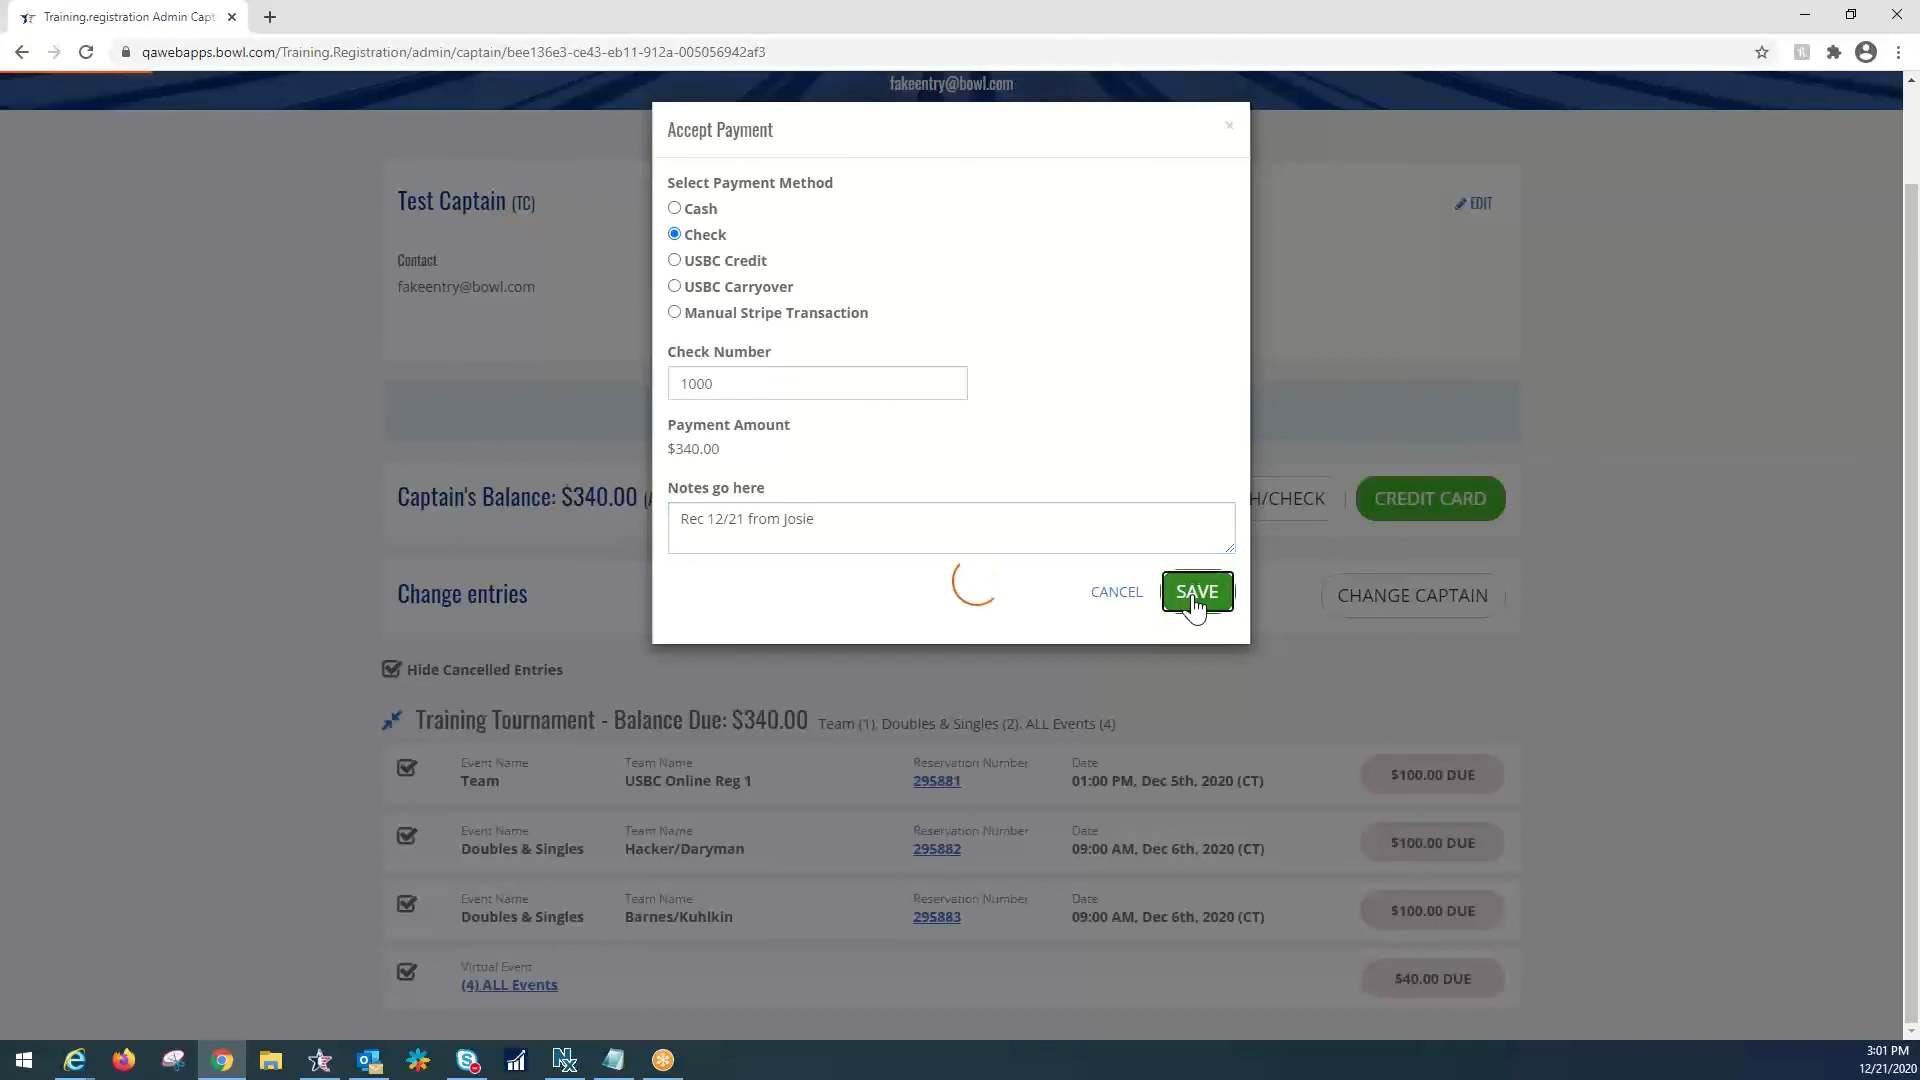 Training.registration Admin Capt
qawebapps.bowl.com/Training.Registration/admin/captain/bee136e3-ce43-eb11-912a-005056942af3
fakeentry@bowl.com
Accept Payment
×
Select Payment Method
Cash
Check
USBC Credit
USBC Carryover
Manual Stripe Transaction
Check Number
1000
Payment Amount
$340.00
Notes go here
Rec 12/21 from Josie
CANCEL
SAVE
Test Captain (TC)
EDIT
Contact
fakeentry@bowl.com
Captain's Balance: $340.00 (A
H/CHECK
CREDIT CARD
Change entries
CHANGE CAPTAIN
Hide Cancelled Entries
Training Tournament - Balance Due: $340.00 Team (1), Doubles & Singles (2), ALL Events (4)
Event Name Team Name Reservation Number Date
Team USBC Online Reg 1 295881 01:00 PM, Dec 5th, 2020 (CT) $100.00 DUE
Event Name Team Name Reservation Number Date
Doubles & Singles Hacker/Daryman 295882 09:00 AM, Dec 6th, 2020 (CT) $100.00 DUE
Event Name Team Name Reservation Number Date
Doubles & Singles Barnes/Kuhlkin 295883 09:00 AM, Dec 6th, 2020 (CT) $100.00 DUE
Virtual Event
(4) ALL Events $40.00 DUE
3:01 PM
12/21/2020